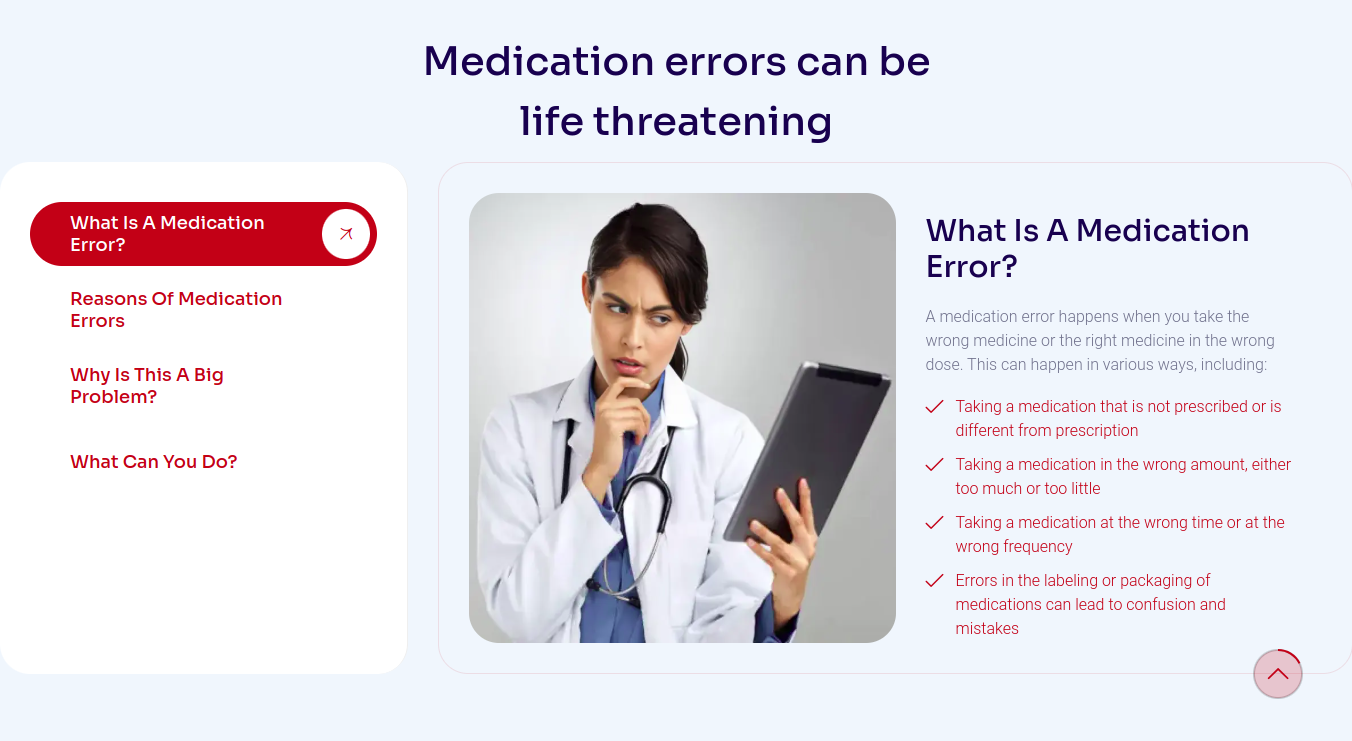 Medication errors can be
life threatening
What Is A Medication
Error?
Reasons Of Medication
Errors
Why Is This A Big
Problem?
What Can You Do?
What Is A Medication
Error?
A medication error happens when you take the
wrong medicine or the right medicine in the wrong
dose. This can happen in various ways, including:
Taking a medication that is not prescribed or is
different from prescription
Taking a medication in the wrong amount, either
too much or too little
Taking a medication at the wrong time or at the
wrong frequency
Errors in the labeling or packaging of
medications can lead to confusion and
mistakes